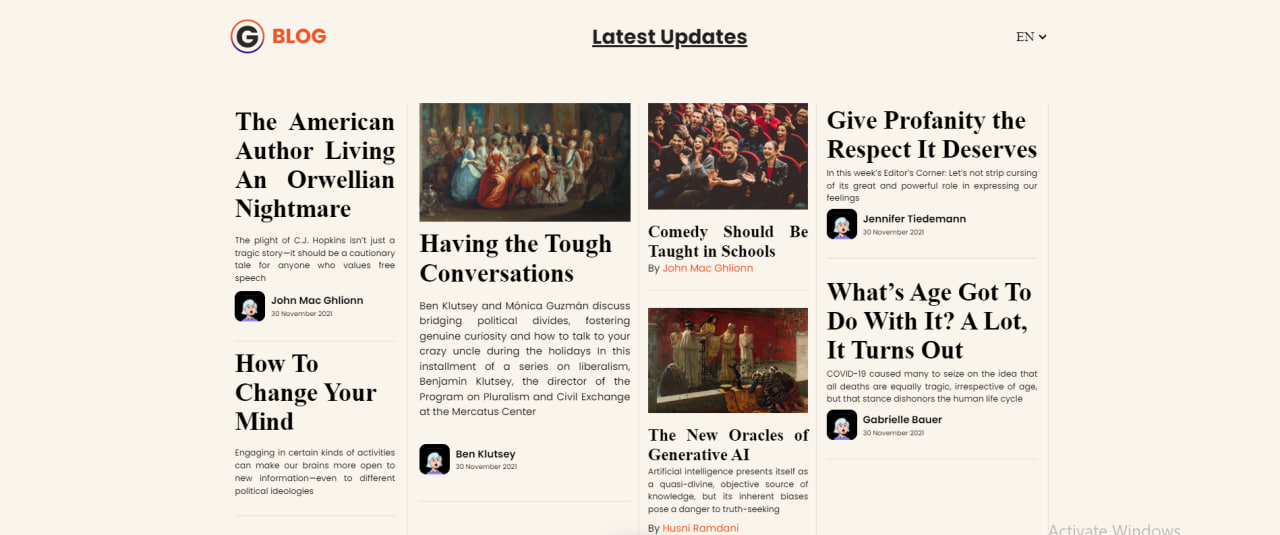 G BLOG
Latest Updates
EN
The American
Author Living
An Orwellian
Nightmare
The plight of C.J. Hopkins isn’t just a
tragic story—it should be a cautionary
tale for anyone who values free
speech
John Mac Ghlionn
30 November 2021
How To
Change Your
Mind
Engaging in certain kinds of activities
can make our brains more open to
new information—even to different
political ideologies
Having the Tough
Conversations
Ben Klutsey and Mónica Guzmán discuss
bridging political divides, fostering
genuine curiosity and how to talk to your
crazy uncle during the holidays In this
installment of a series on liberalism,
Benjamin Klutsey, the director of the
Program on Pluralism and Civil Exchange
at the Mercatus Center
Ben Klutsey
30 November 2021
Comedy Should Be
Taught in Schools
By John Mac Ghlionn
The New Oracles of
Generative AI
Artificial intelligence presents itself as
a quasi-divine, objective source of
knowledge, but its inherent biases
pose a danger to truth-seeking
By Husni Ramdani
Give Profanity the
Respect It Deserves
In this week’s Editor’s Corner: Let’s not strip cursing
of its great and powerful role in expressing our
feelings
Jennifer Tiedemann
30 November 2021
What’s Age Got To
Do With It? A Lot,
It Turns Out
COVID-19 caused many to seize on the idea that
all deaths are equally tragic, irrespective of age,
but that stance dishonors the human life cycle
Gabrielle Bauer
30 November 2021
Activate Windows